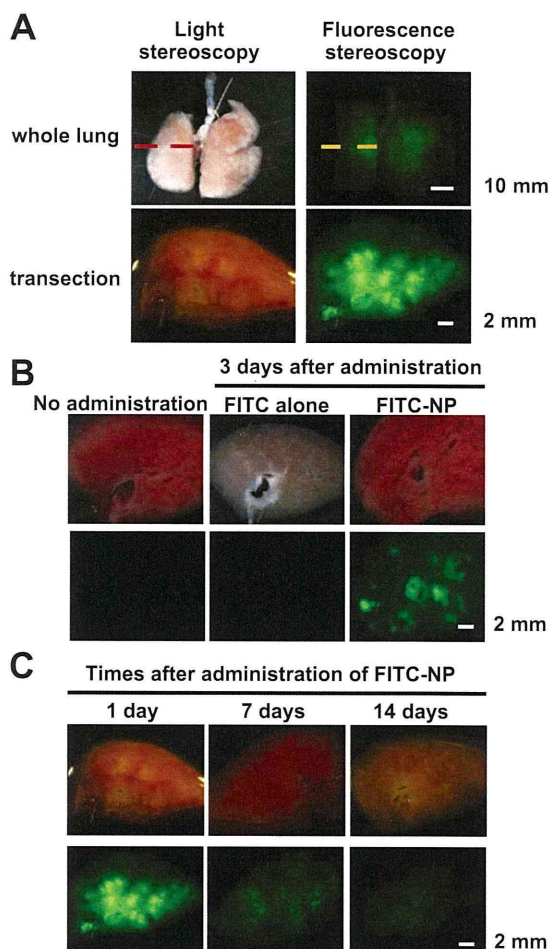 A
Light
stereoscopy
Fluorescence
stereoscopy
whole lung
10 mm
transection
2 mm
B
3 days after administration
No administration
FITC alone
FITC-NP
2 mm
C
Times after administration of FITC-NP
1 day
7 days
14 days
2 mm